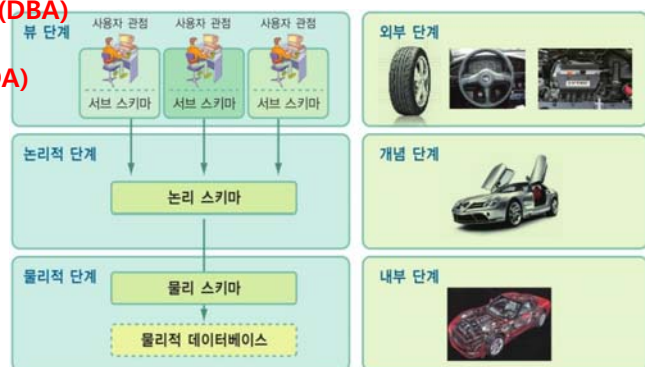 (DBA)
DA)
뷰 단계
사용자 관점
사용자 관점
사용자 관점
서브 스키마
서브 스키마
서브 스키마
논리적 단계
논리 스키마
물리적 단계
물리 스키마
물리적 데이터베이스
외부 단계
개념 단계
내부 단계